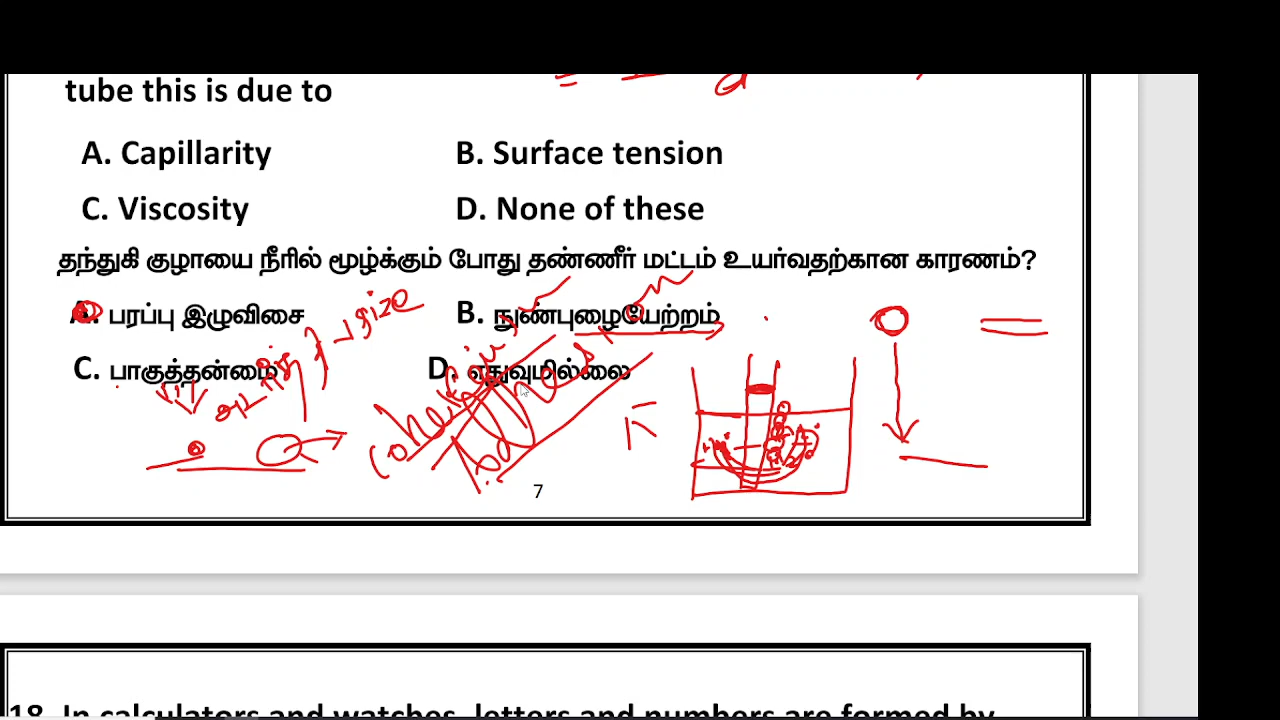 tube this is due to
A. Capillarity B. Surface tension
C. Viscosity D. None of these
தந்துகி குழாயை நீரில் மூழ்க்கும் போது தண்ணீர் மட்டம் உயர்வதற்கான காரணம்?
A. பரப்பு இழுவிசை B. நுண்புழையேற்றம்
size
C. பாகுத்தன்மை D. எதுவுமில்லை
7
18. In calculators and watches, letters and numbers are formed by